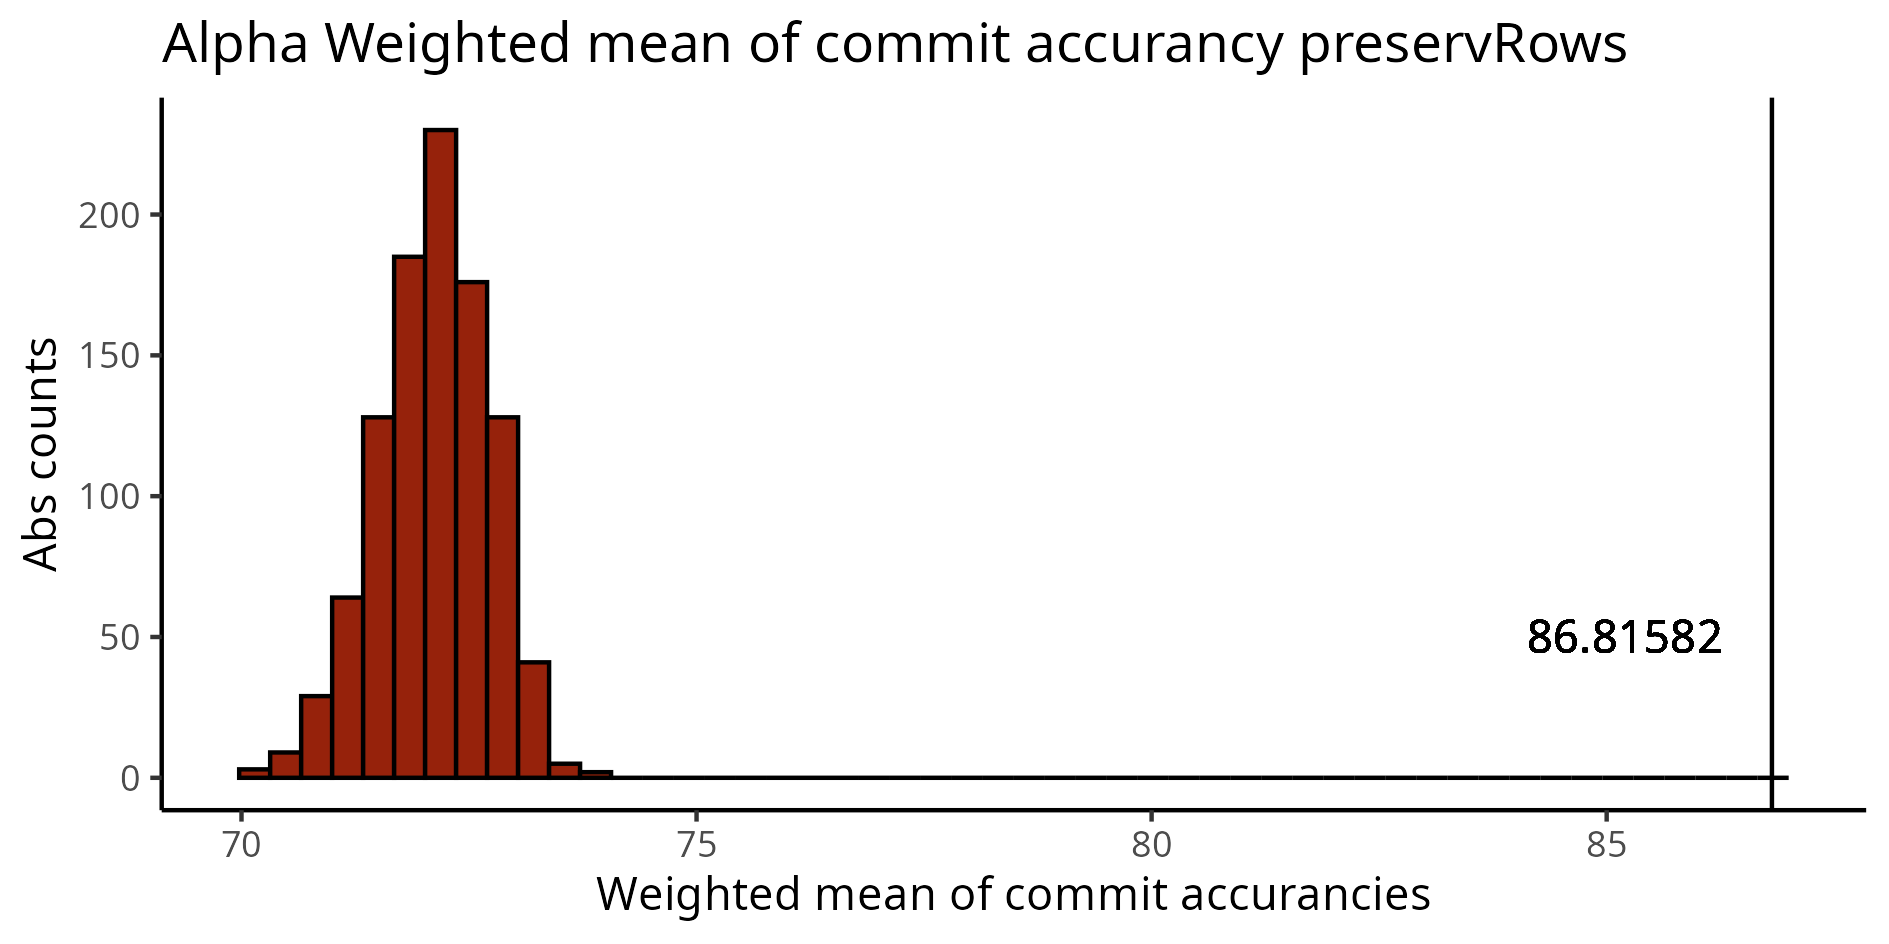 Alpha Weighted mean of commit accurancy preservRows
Abs counts
200
150
100
50
0
86.81582
70 75 80 85
Weighted mean of commit accurancies